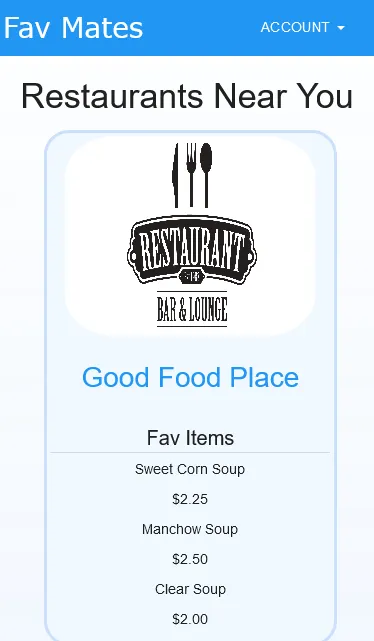 Fav Mates
ACCOUNT
Restaurants Near You
RESTAURANT
BAR & LOUNGE
Good Food Place
Fav Items
Sweet Corn Soup
$2.25
Manchow Soup
$2.50
Clear Soup
$2.00